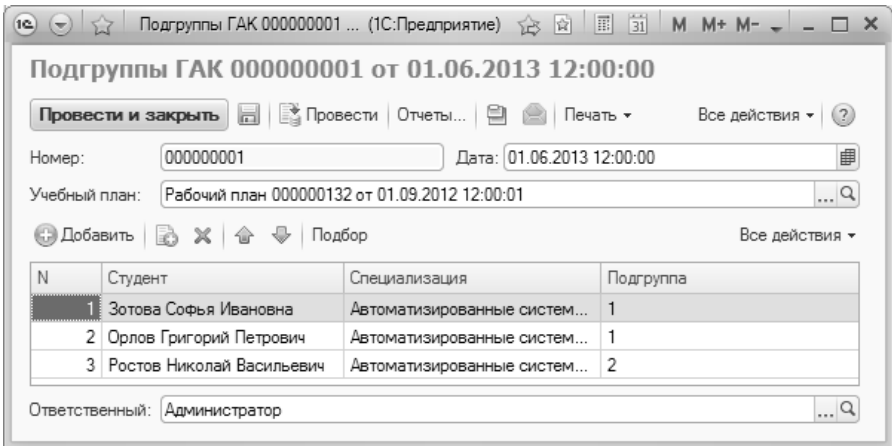 Подгруппы ГАК 000000001 ... (1С:Предприятие) 31 M M+ M-
Подгруппы ГАК 000000001 от 01.06.2013 12:00:00
Провести и закрыть Провести Отчеты... Печать Все действия ?
Номер: 000000001 Дата: 01.06.2013 12:00:00
Учебный план: Рабочий план 000000132 от 01.09.2012 12:00:01 ...
Добавить Подбор Все действия
N Студент Специализация Подгруппа
1 Зотова Софья Ивановна Автоматизированные систем... 1
2 Орлов Григорий Петрович Автоматизированные систем... 1
3 Ростов Николай Васильевич Автоматизированные систем... 2
Ответственный: Администратор ...